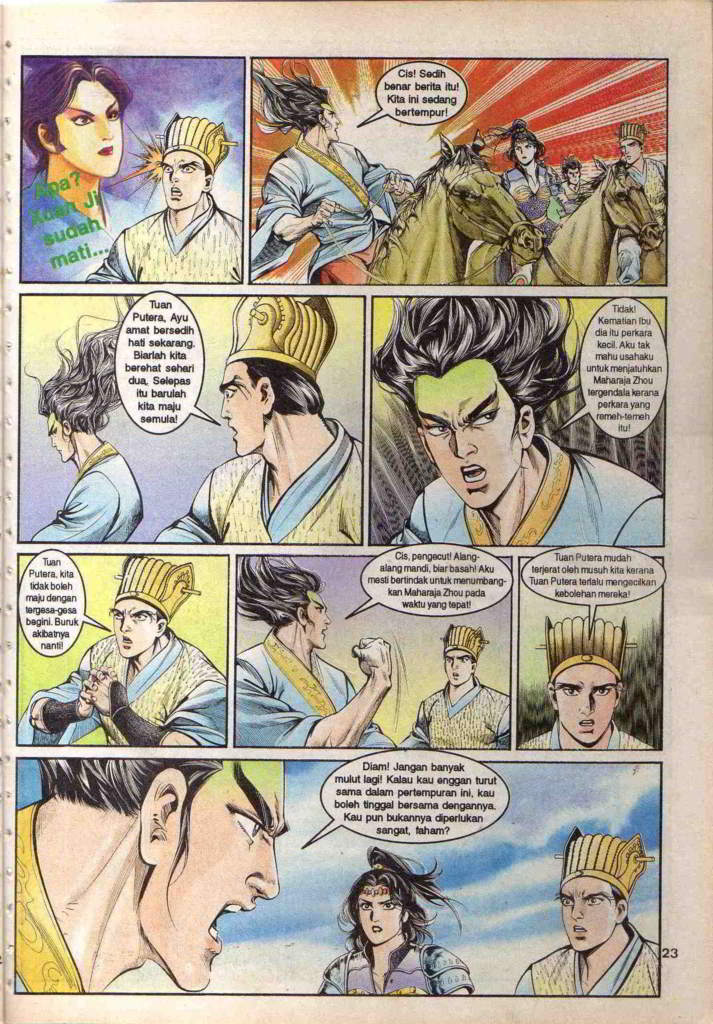 Apa?
Xuan Ji
sudah
mati...
Cis! Sedih
benar berita itu!
Kita ini sedang
bertempur!
Tuan
Putera, Ayu
amat bersedih
hati sekarang.
Biarlah kita
berehat sehari
dua, Selepas
itu barulah
kita maju
semula!
Tidak!
Kematian Ibu
dia itu perkara
kecil. Aku tak
mahu usahaku
untuk menjatuhkan
Maharaja Zhou
tergendala kerana
perkara yang
remeh-temeh
itu!
Tuan
Putera, kita
tidak boleh
maju dengan
tergesa-gesa
begini. Buruk
akibatnya
nanti!
Cis, pengecut! Alang-
alang mandi, biar basah! Aku
mesti bertindak untuk menumbang-
kan Maharaja Zhou pada
waktu yang tepat!
Tuan Putera mudah
terjerat oleh musuh kita kerana
Tuan Putera terlalu mengecilkan
kebolehan mereka!
Diam! Jangan banyak
mulut lagi! Kalau kau enggan turut
sama dalam pertempuran ini, kau
boleh tinggal bersama dengannya.
Kau pun bukannya diperlukan
sangat, faham?
23